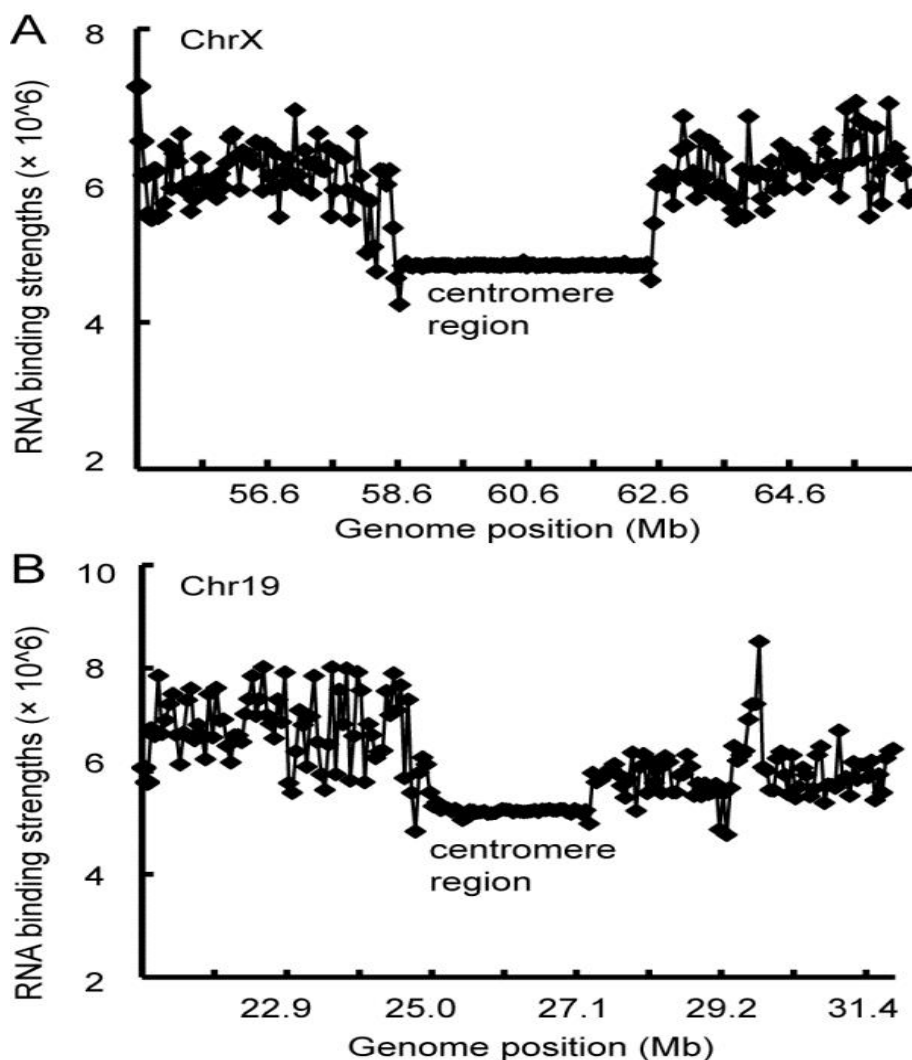 A
ChrX
8
6
4
2
RNA binding strengths (× 10^6)
centromere
region
56.6 58.6 60.6 62.6 64.6
Genome position (Mb)
B
Chr19
10
8
6
4
2
RNA binding strengths (× 10^6)
centromere
region
22.9 25.0 27.1 29.2 31.4
Genome position (Mb)